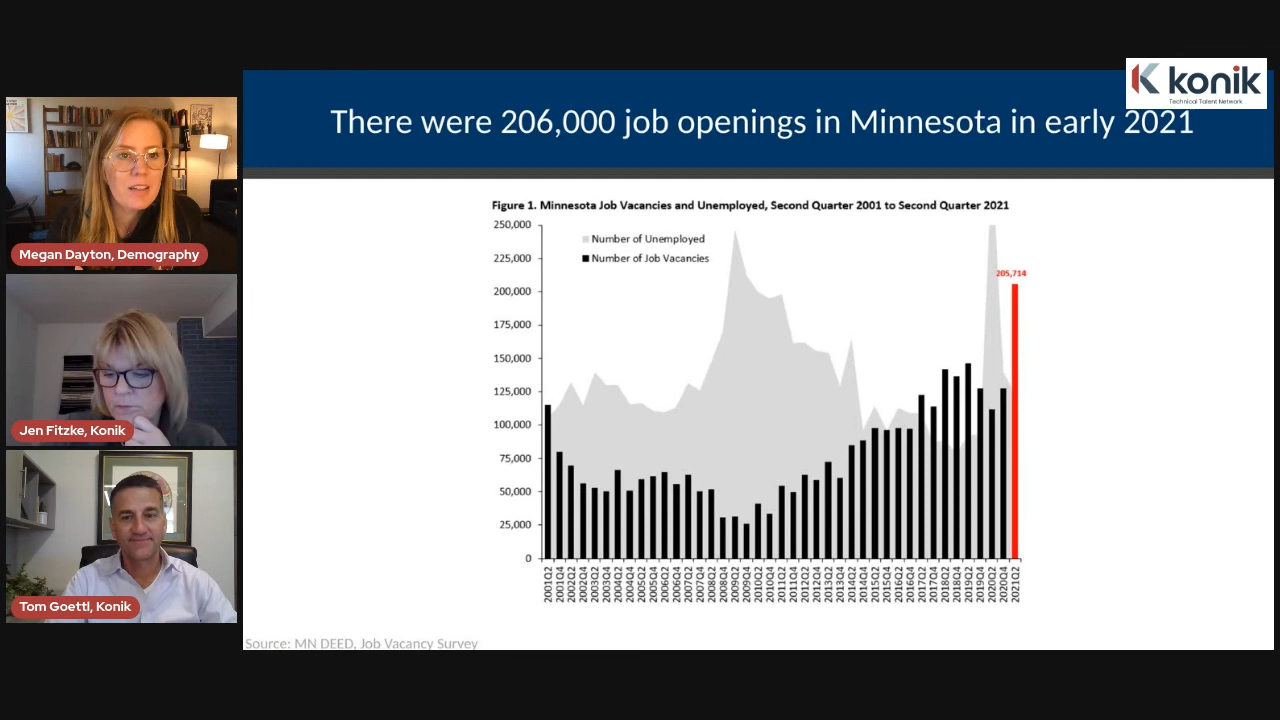 konik
Technical Talent Network
There were 206,000 job openings in Minnesota in early 2021
Megan Dayton, Demography
Jen Fitzke, Konik
Tom Goettl, Konik
Figure 1. Minnesota Job Vacancies and Unemployed, Second Quarter 2001 to Second Quarter 2021
250,000
225,000
200,000
175,000
150,000
125,000
100,000
75,000
50,000
25,000
0
Number of Unemployed
Number of Job Vacancies
205,714
2001Q2
2001Q4
2002Q2
2002Q4
2003Q2
2003Q4
2004Q2
2004Q4
2005Q2
2005Q4
2006Q2
2006Q4
2007Q2
2007Q4
2008Q2
2008Q4
2009Q2
2009Q4
2010Q2
2010Q4
2011Q2
2011Q4
2012Q2
2012Q4
2013Q2
2013Q4
2014Q2
2014Q4
2015Q2
2015Q4
2016Q2
2016Q4
2017Q2
2017Q4
2018Q2
2018Q4
2019Q2
2019Q4
2020Q2
2020Q4
2021Q2
Source: MN DEED, Job Vacancy Survey